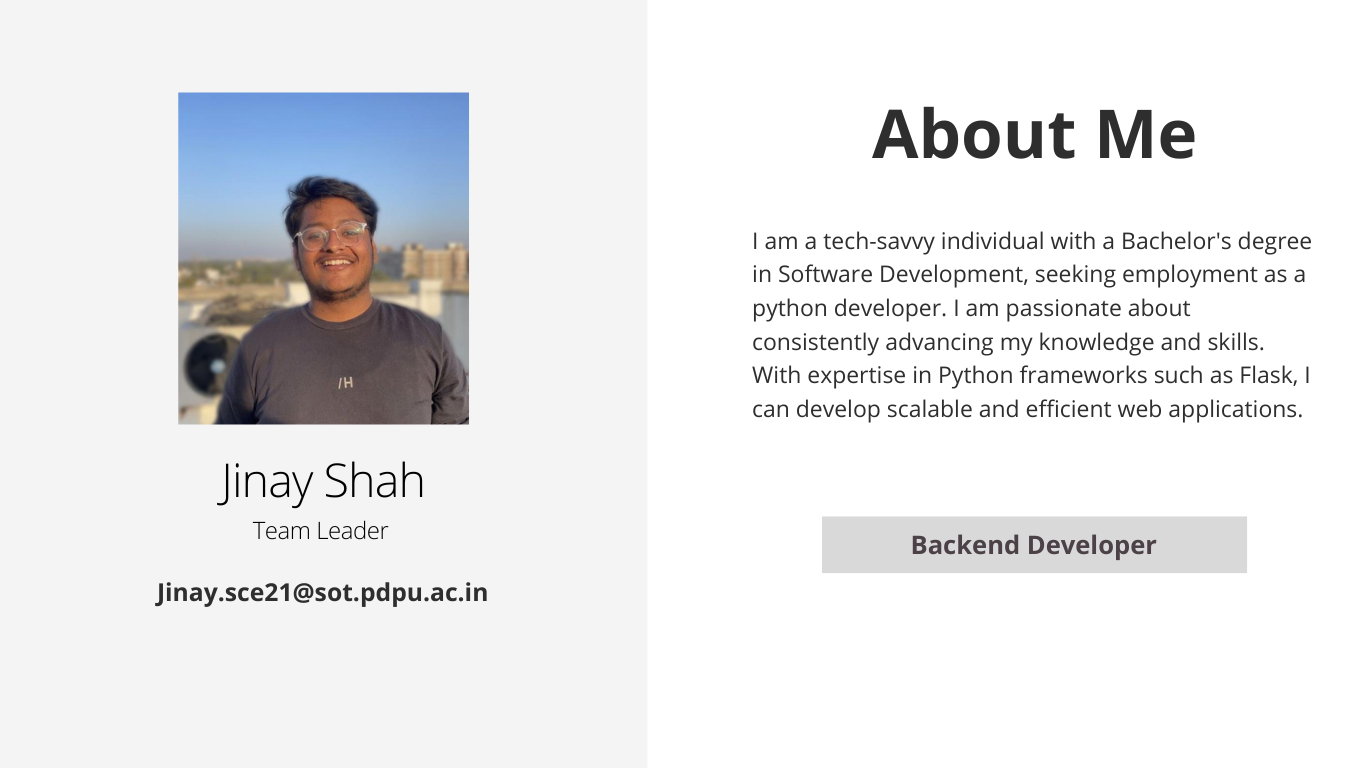 /H
Jinay Shah
Team Leader
Jinay.sce21@sot.pdpu.ac.in
About Me
I am a tech-savvy individual with a Bachelor's degree
in Software Development, seeking employment as a
python developer. I am passionate about
consistently advancing my knowledge and skills.
With expertise in Python frameworks such as Flask, I
can develop scalable and efficient web applications.
Backend Developer